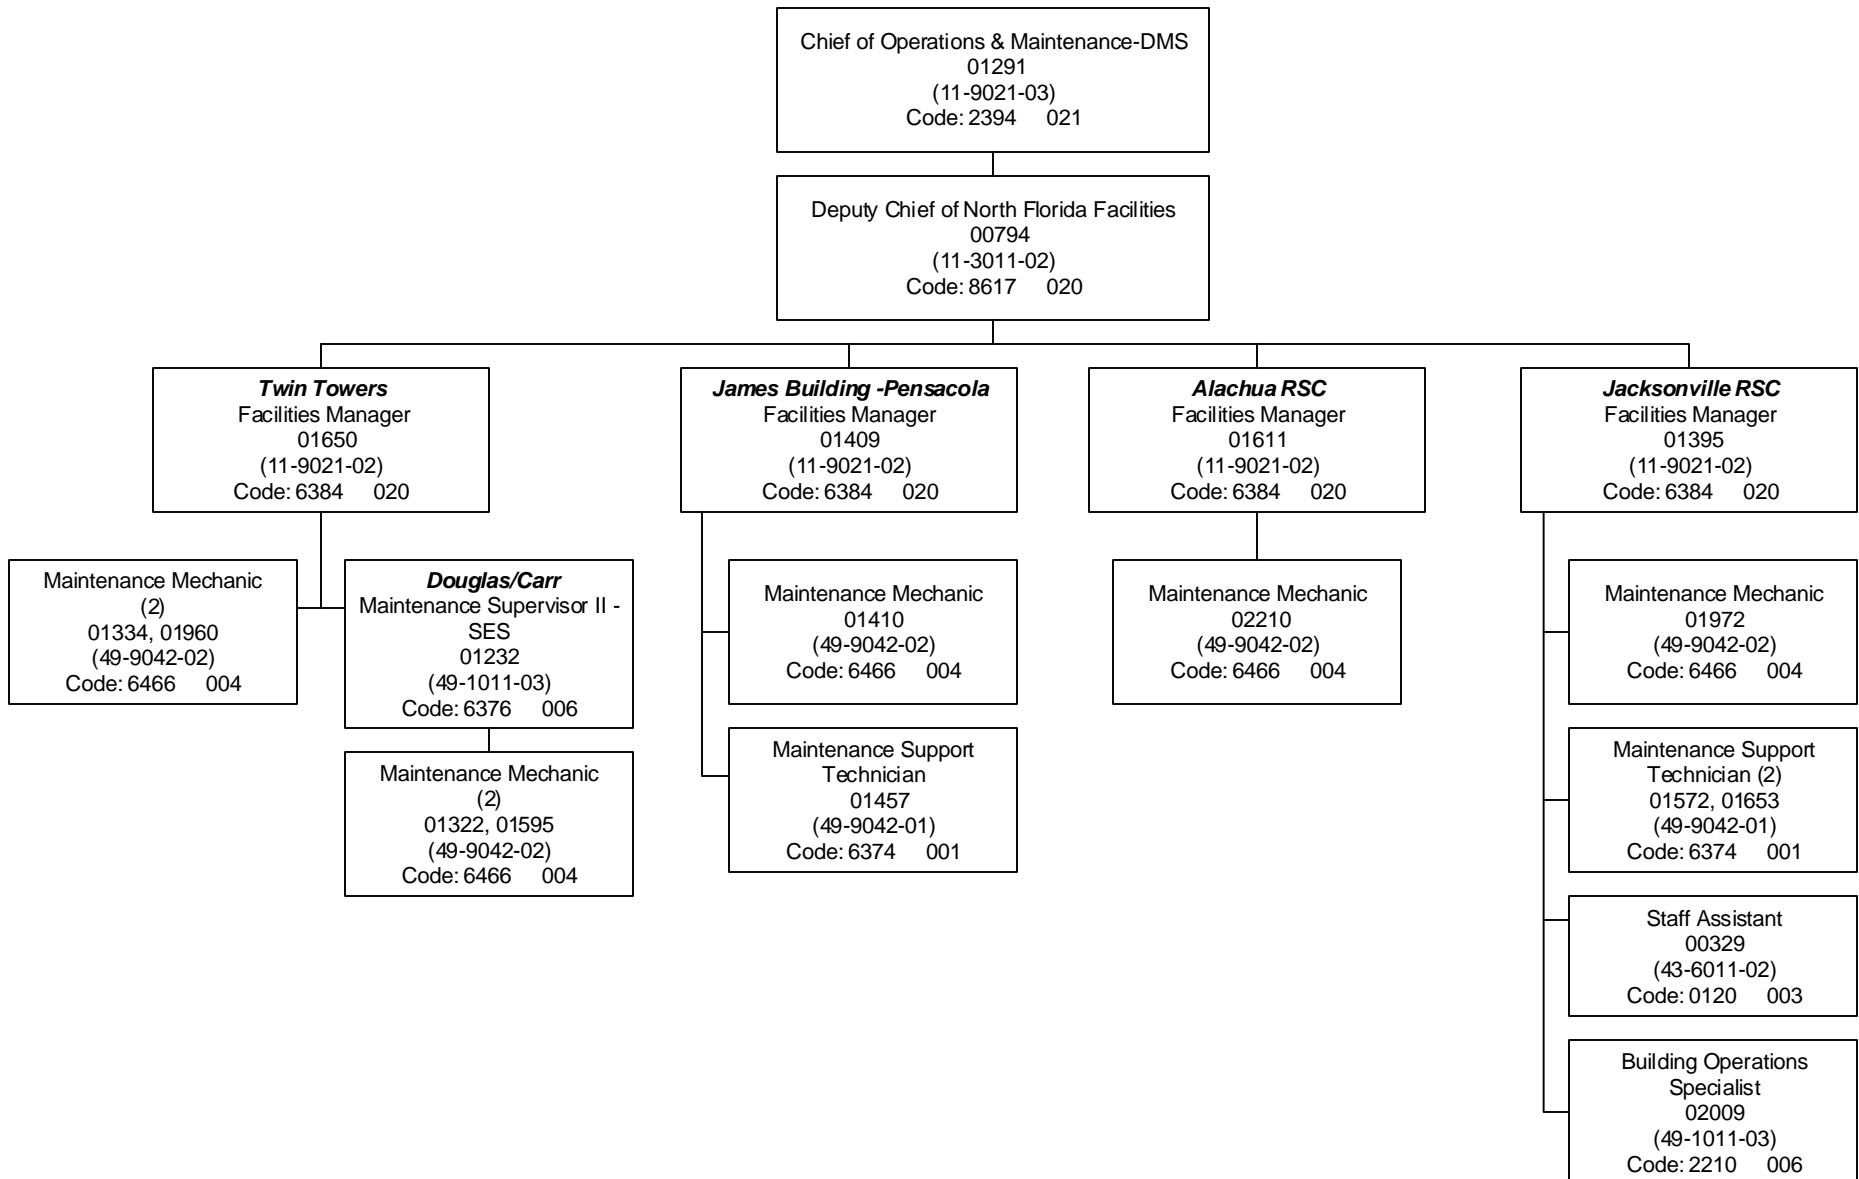 Chief of Operations & Maintenance-DMS
01291
(11-9021-03)
Code: 2394 021
Deputy Chief of North Florida Facilities
00794
(11-3011-02)
Code: 8617 020
Twin Towers
Facilities Manager
01650
(11-9021-02)
Code: 6384 020
James Building -Pensacola
Facilities Manager
01409
(11-9021-02)
Code: 6384 020
Alachua RSC
Facilities Manager
01611
(11-9021-02)
Code: 6384 020
Jacksonville RSC
Facilities Manager
01395
(11-9021-02)
Code: 6384 020
Maintenance Mechanic
(2)
01334, 01960
(49-9042-02)
Code: 6466 004
Douglas/Carr
Maintenance Supervisor II -
SES
01232
(49-1011-03)
Code: 6376 006
Maintenance Mechanic
01410
(49-9042-02)
Code: 6466 004
Maintenance Mechanic
02210
(49-9042-02)
Code: 6466 004
Maintenance Mechanic
01972
(49-9042-02)
Code: 6466 004
Maintenance Mechanic
(2)
01322, 01595
(49-9042-02)
Code: 6466 004
Maintenance Support
Technician
01457
(49-9042-01)
Code: 6374 001
Maintenance Support
Technician (2)
01572, 01653
(49-9042-01)
Code: 6374 001
Staff Assistant
00329
(43-6011-02)
Code: 0120 003
Building Operations
Specialist
02009
(49-1011-03)
Code: 2210 006